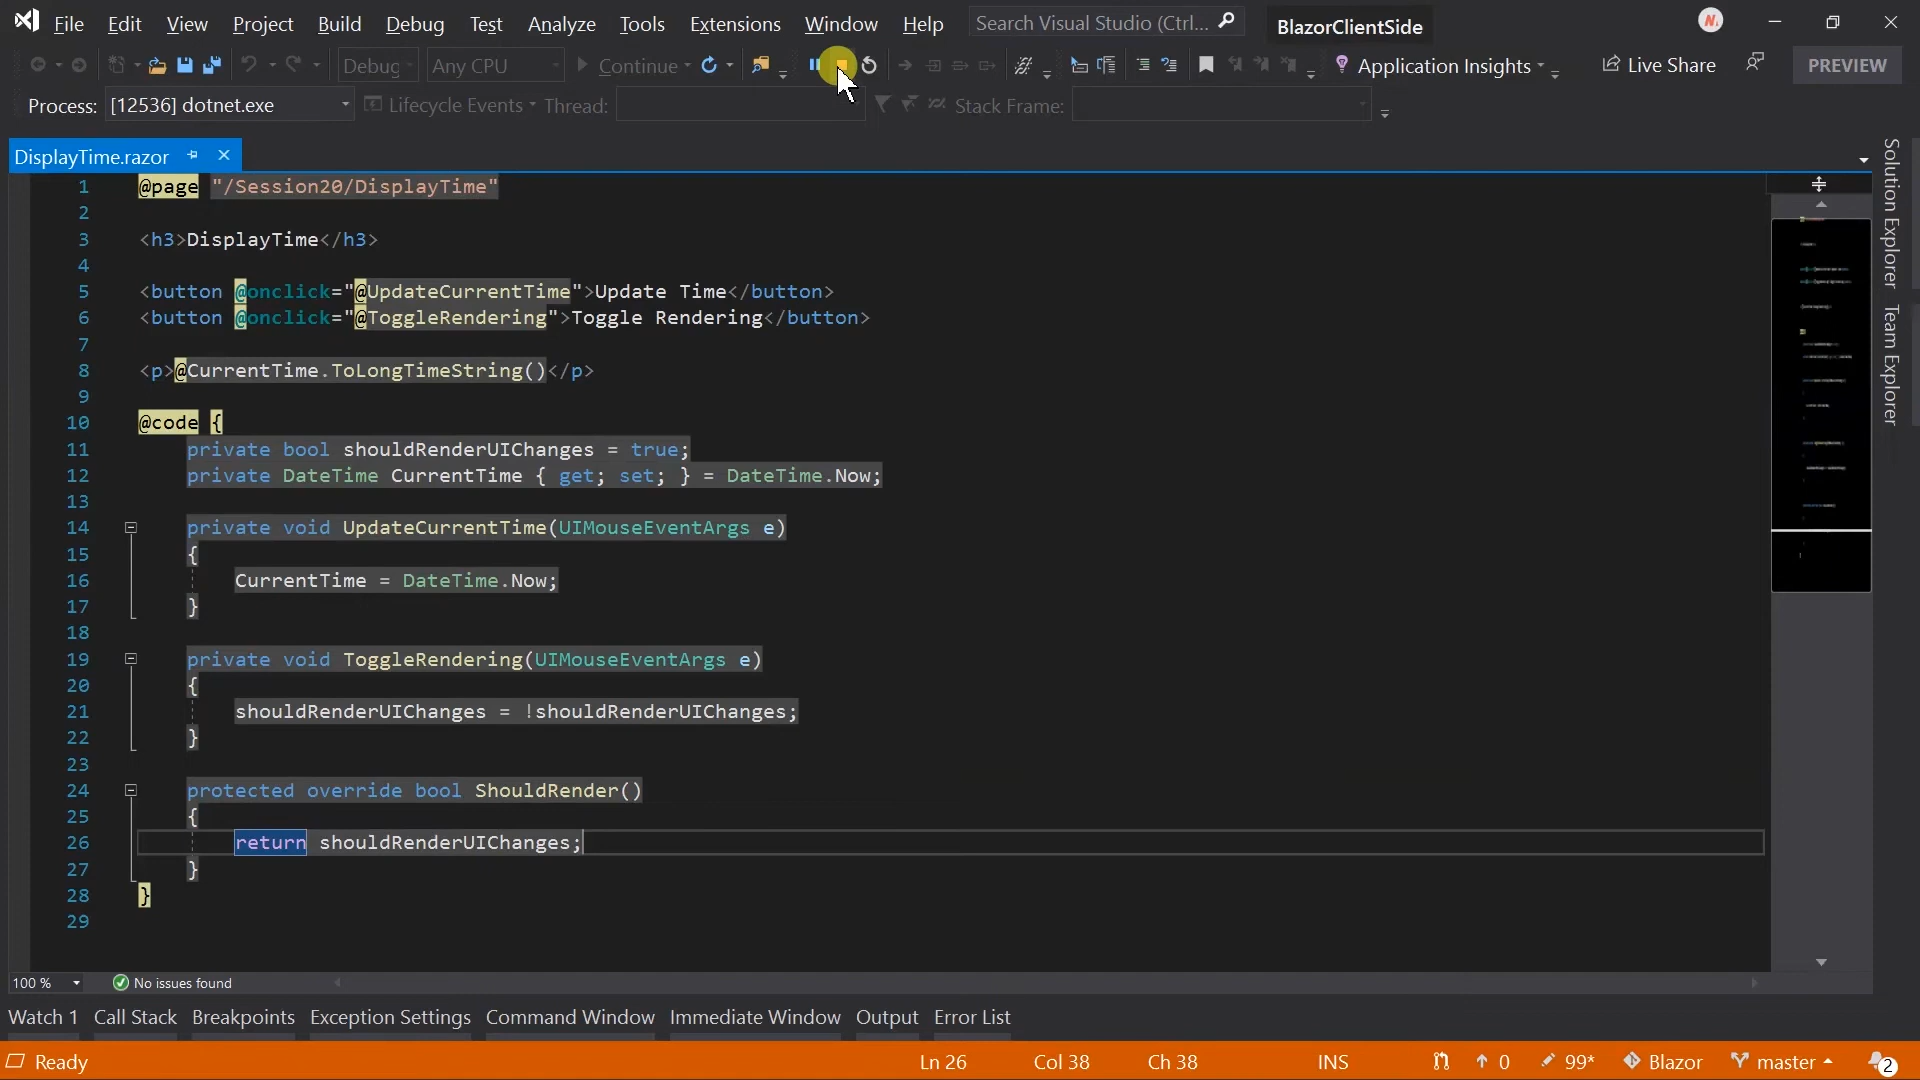 File Edit View Project Build Debug Test Analyze Tools Extensions Window Help Search Visual Studio (Ctrl... BlazorClientSide
Debug Any CPU Continue Application Insights Live Share PREVIEW
Process: [12536] dotnet.exe Lifecycle Events Thread: Stack Frame:
DisplayTime.razor
1 @page "/Session20/DisplayTime"
2
3 <h3>DisplayTime</h3>
4
5 <button @onclick="@UpdateCurrentTime">Update Time</button>
6 <button @onclick="@ToggleRendering">Toggle Rendering</button>
7
8 <p>@CurrentTime.ToLongTimeString()</p>
9
10 @code {
11 private bool shouldRenderUIChanges = true;
12 private DateTime CurrentTime { get; set; } = DateTime.Now;
13
14 private void UpdateCurrentTime(UIMouseEventArgs e)
15 {
16 CurrentTime = DateTime.Now;
17 }
18
19 private void ToggleRendering(UIMouseEventArgs e)
20 {
21 shouldRenderUIChanges = !shouldRenderUIChanges;
22 }
23
24 protected override bool ShouldRender()
25 {
26 return shouldRenderUIChanges;
27 }
28 }
29
Solution Explorer
Team Explorer
100 % No issues found
Watch 1 Call Stack Breakpoints Exception Settings Command Window Immediate Window Output Error List
Ready Ln 26 Col 38 Ch 38 INS 0 99* Blazor master 2